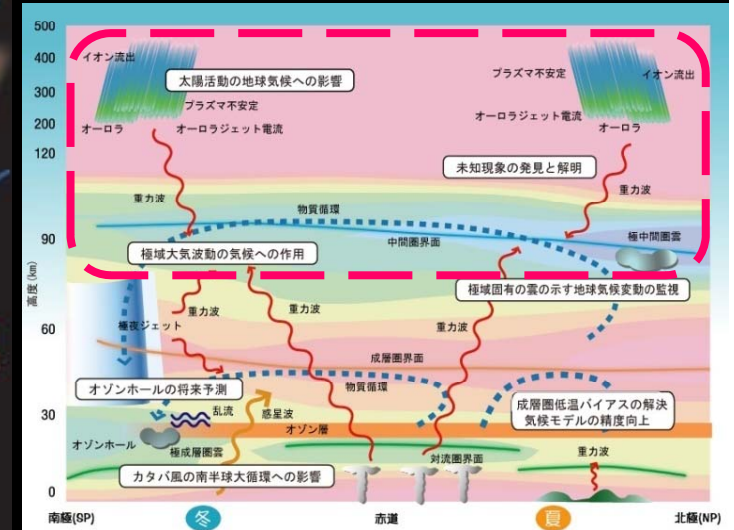 500
400
300
200
120
90
60
30
0
高度(km)
イオン流出
太陽活動の地球気候への影響
プラズマ不安定
オーロラ
オーロラジェット電流
プラズマ不安定
イオン流出
オーロラジェット電流
オーロラ
未知現象の発見と解明
重力波
重力波
物質循環
中間圏界面
極中間圏雲
極域大気波動の気候への作用
極域固有の雲の示す地球気候変動の監視
重力波
重力波
重力波
極夜ジェット
成層圏界面
オゾンホールの将来予測
物質循環
乱流
惑星波
オゾン層
成層圏低温バイアスの解決
気候モデルの精度向上
オゾンホール
極成層圏雲
対流圏界面
重力波
カタバ風の南半球大循環への影響
南極(SP)
冬
赤道
夏
北極(NP)